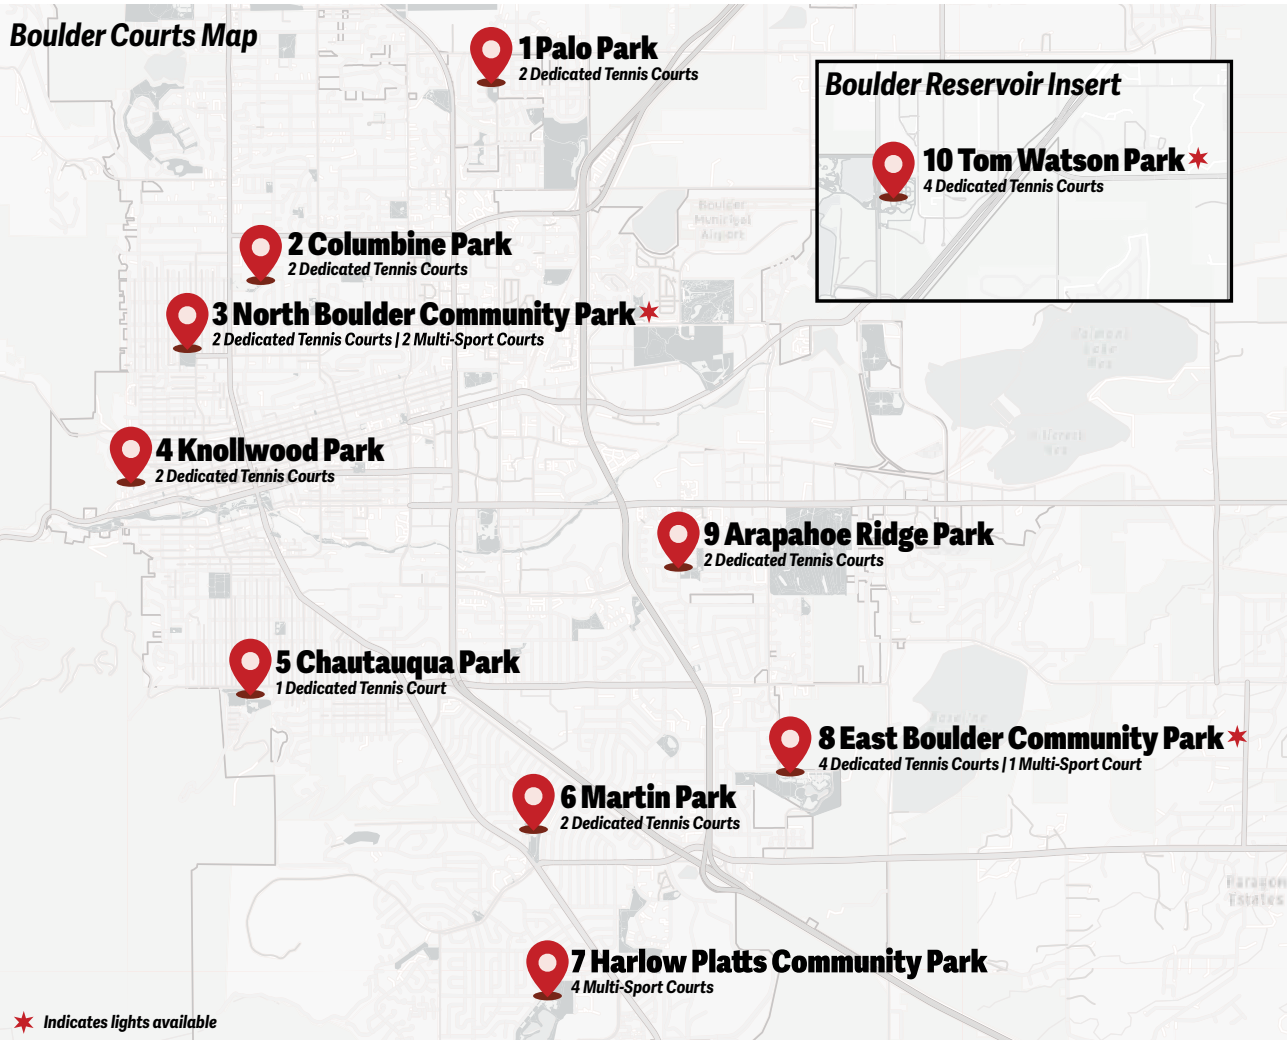 Boulder Courts Map
1 Palo Park
2 Dedicated Tennis Courts
Boulder Reservoir Insert
10 Tom Watson Park
4 Dedicated Tennis Courts
Boulder
Municipal
Airport
2 Columbine Park
2 Dedicated Tennis Courts
3 North Boulder Community Park
2 Dedicated Tennis Courts | 2 Multi-Sport Courts
4 Knollwood Park
2 Dedicated Tennis Courts
9 Arapahoe Ridge Park
2 Dedicated Tennis Courts
5 Chautauqua Park
1 Dedicated Tennis Court
8 East Boulder Community Park
4 Dedicated Tennis Courts | 1 Multi-Sport Court
6 Martin Park
2 Dedicated Tennis Courts
Paragon
Estates
7 Harlow Platts Community Park
4 Multi-Sport Courts
Indicates lights available